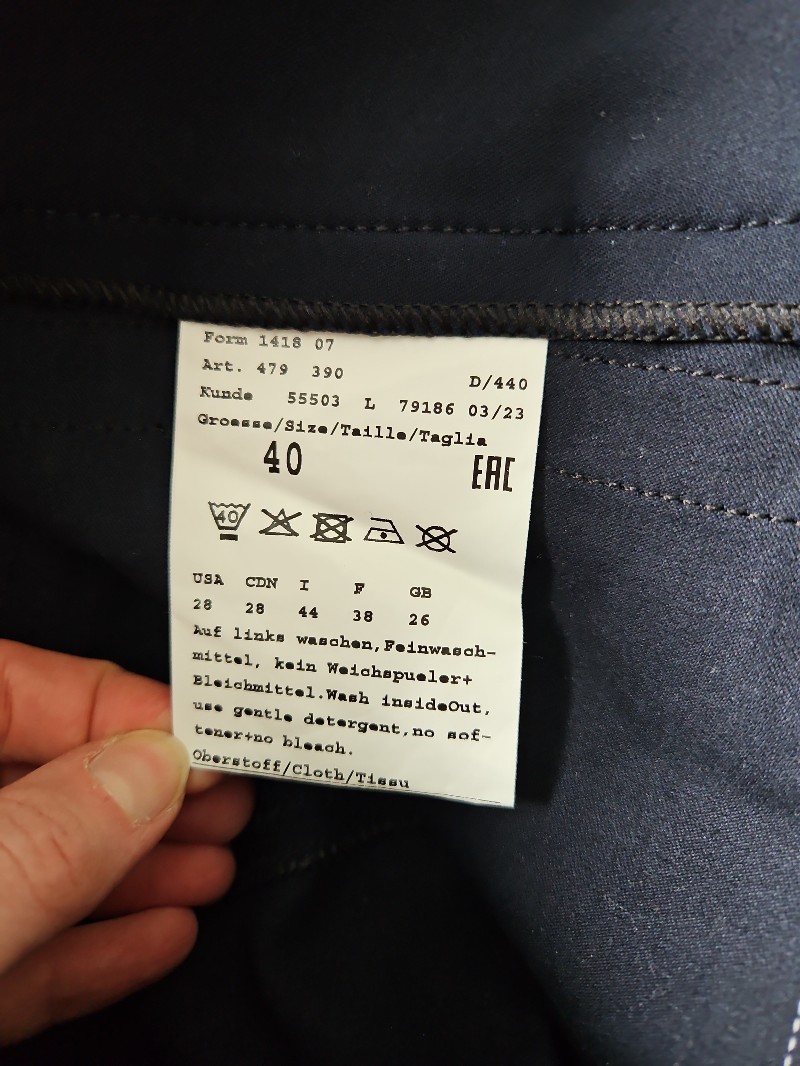 Form 1418 07
Art. 479 390 D/440
Kunde 55503 L 79186 03/23
Groesse/Size/Taille/Taglia
40 EAC
40
USA CDN I F GB
28 28 44 38 26
Auf links waschen,Feinwasch-
mittel, kein Weichspueler+
Bleichmittel.Wash insideOut,
use gentle detergent,no sof-
tener+no bleach.
Oberstoff/Cloth/Tissu